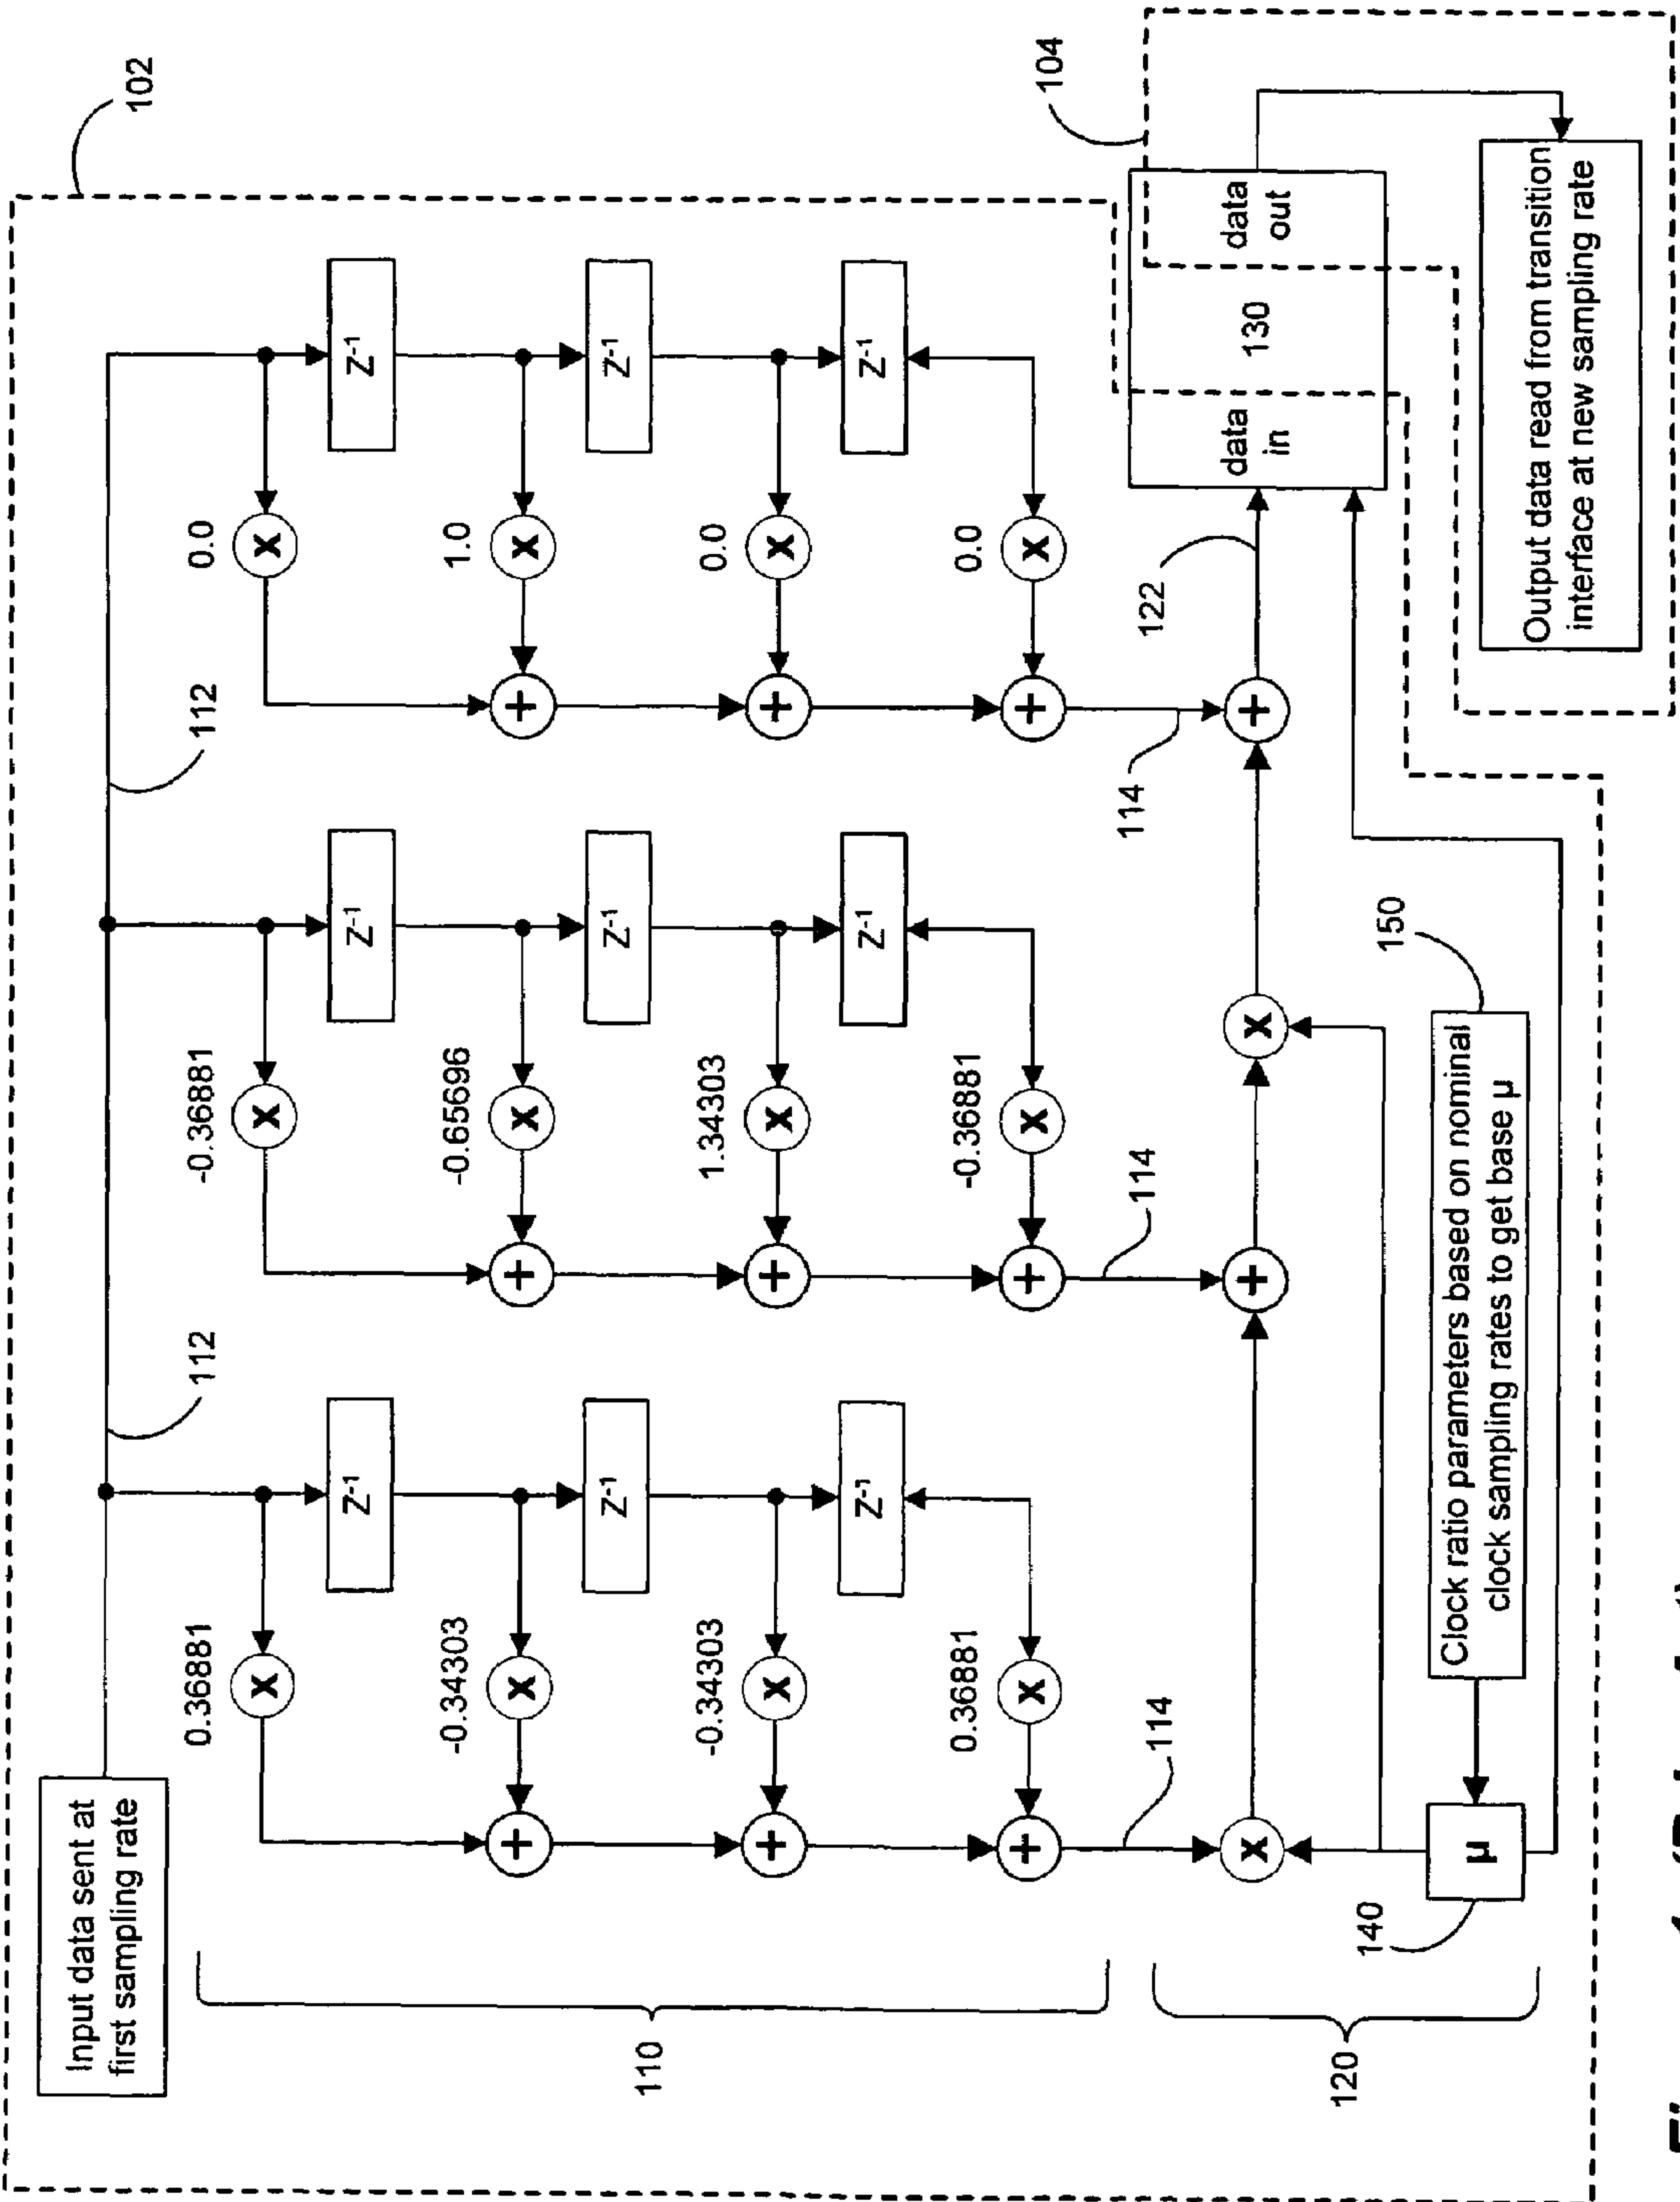 102
Input data sent at
first sampling rate
112
112
0.36881
-0.36881
0.0
Z-1
Z-1
Z-1
X
X
X
-0.34303
-0.65696
1.0
Z-1
Z-1
Z-1
X
X
X
+
+
+
-0.34303
1.34303
0.0
Z-1
Z-1
Z-1
X
X
X
+
+
+
0.36881
-0.36881
0.0
X
X
X
+
+
+
110
114
114
114
104
122
X
+
X
+
data
in
130
data
out
140
μ
150
Clock ratio parameters based on nominal
clock sampling rates to get base μ
120
Output data read from transition
interface at new sampling rate